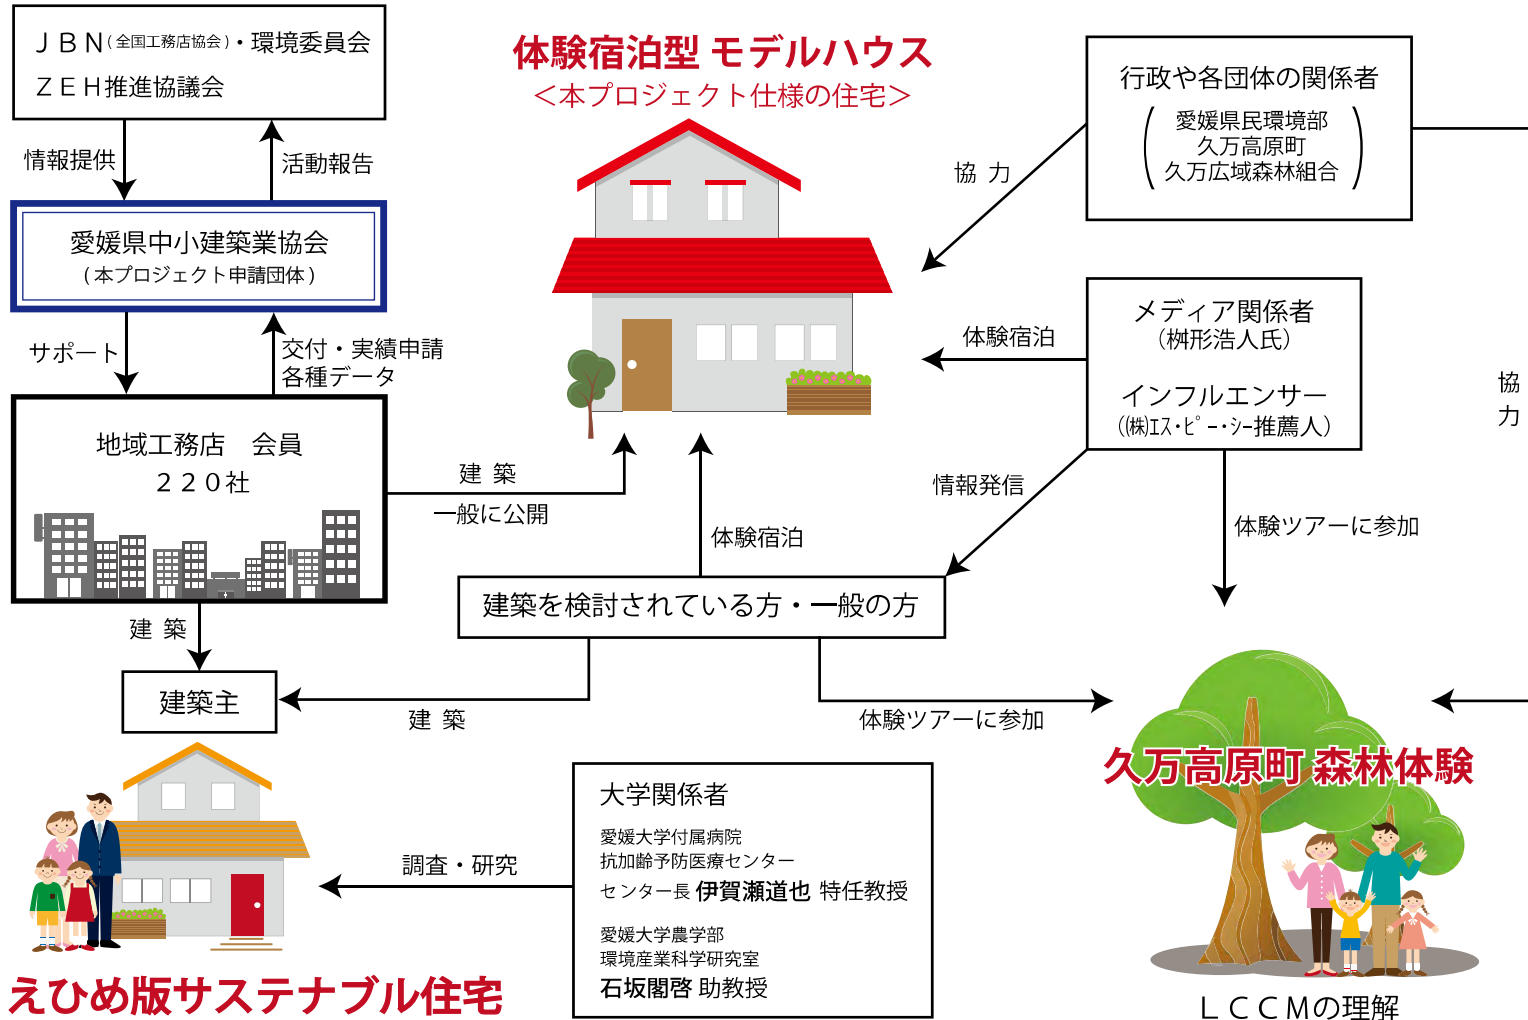 ＪＢＮ(全国工務店協会)・環境委員会
ＺＥＨ推進協議会
情報提供
活動報告
愛媛県中小建築業協会
(本プロジェクト申請団体)
サポート
交付・実績申請
各種データ
地域工務店　会員
２２０社
建 築
一般に公開
建 築
建築主
えひめ版サステナブル住宅
体験宿泊型 モデルハウス
＜本プロジェクト仕様の住宅＞
協 力
体験宿泊
情報発信
体験宿泊
建築を検討されている方・一般の方
建 築
体験ツアーに参加
行政や各団体の関係者
愛媛県民環境部
久万高原町
久万広域森林組合
メディア関係者
（桝形浩人氏）
インフルエンサー
（㈱ｴｽ･ﾋﾟｰ･ｼｰ推薦人）
体験ツアーに参加
協
力
調査・研究
大学関係者
愛媛大学付属病院
抗加齢予防医療センター
センター長 伊賀瀬道也 特任教授
愛媛大学農学部
環境産業科学研究室
石坂閣啓 助教授
久万高原町 森林体験
ＬＣＣＭの理解